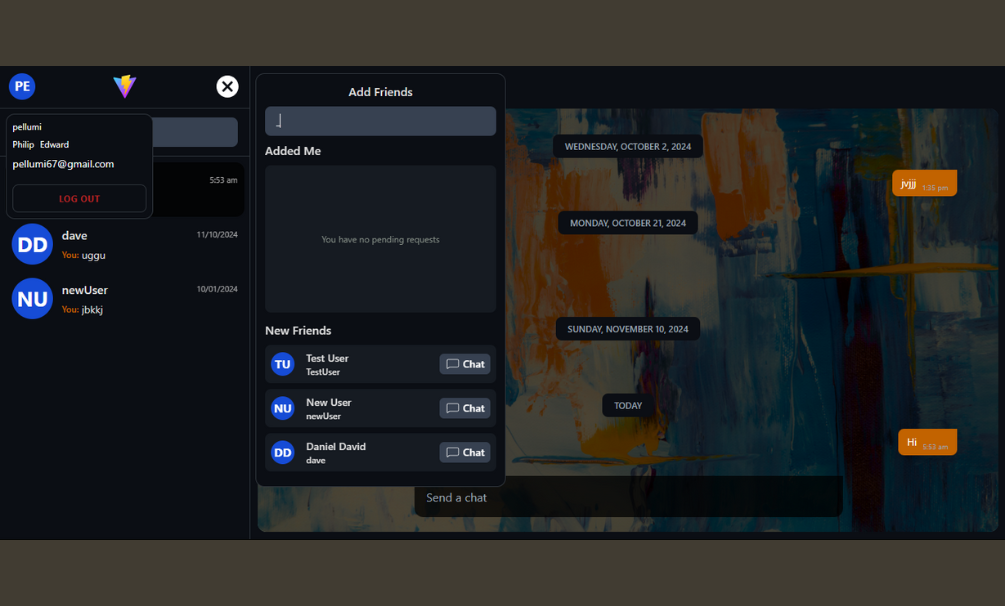 PE
pellumi
Philip Edward
pellumi67@gmail.com
LOG OUT
5:53 am
DD
dave
11/10/2024
You: uggu
NU
newUser
10/01/2024
You: jbkkj
Add Friends
Added Me
You have no pending requests
New Friends
TU
Test User
TestUser
Chat
NU
New User
newUser
Chat
DD
Daniel David
dave
Chat
WEDNESDAY, OCTOBER 2, 2024
jvjjj 1:35 pm
MONDAY, OCTOBER 21, 2024
SUNDAY, NOVEMBER 10, 2024
TODAY
Hi 5:53 am
Send a chat